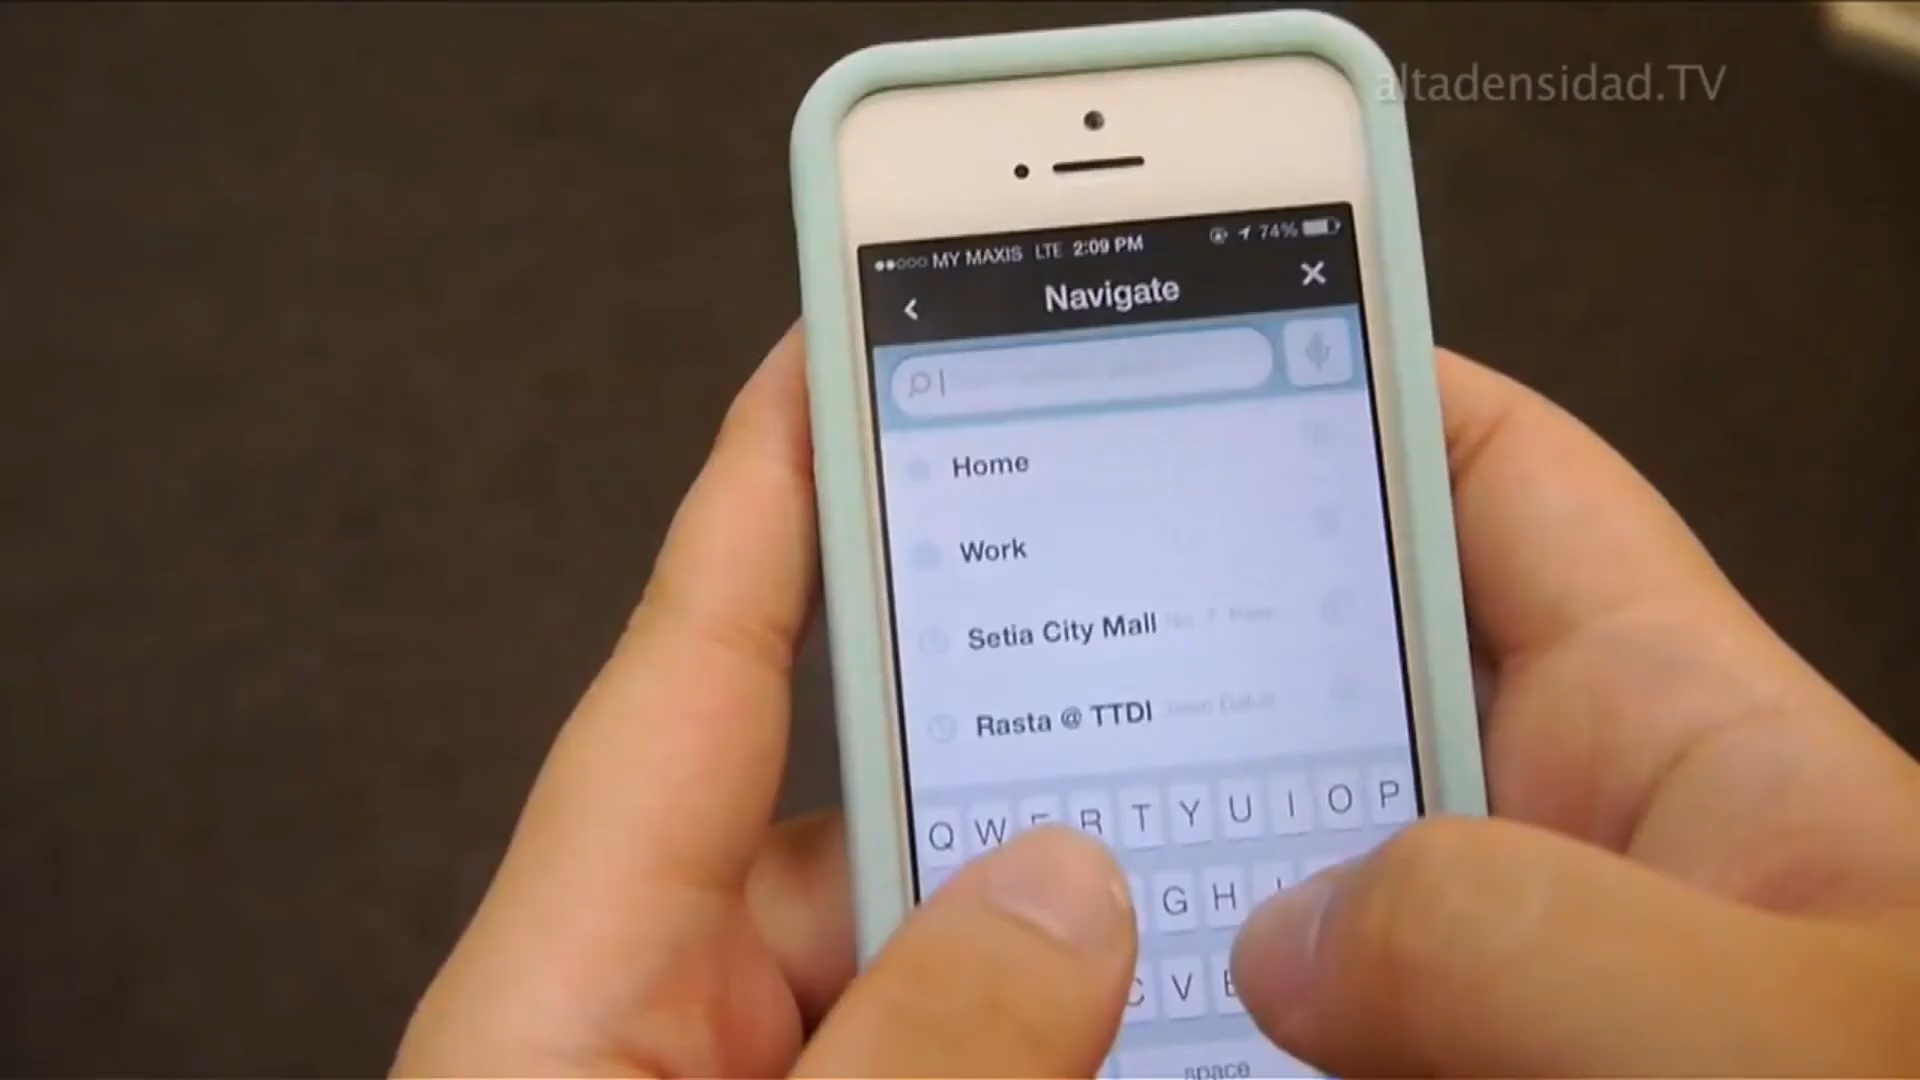 altadensidad.TV
MY MAXIS LTE 2:09 PM 74%
Navigate
Home
Work
Setia City Mall
Rasta @ TTDI
Q W E R T Y U I O P
G H
C V
space